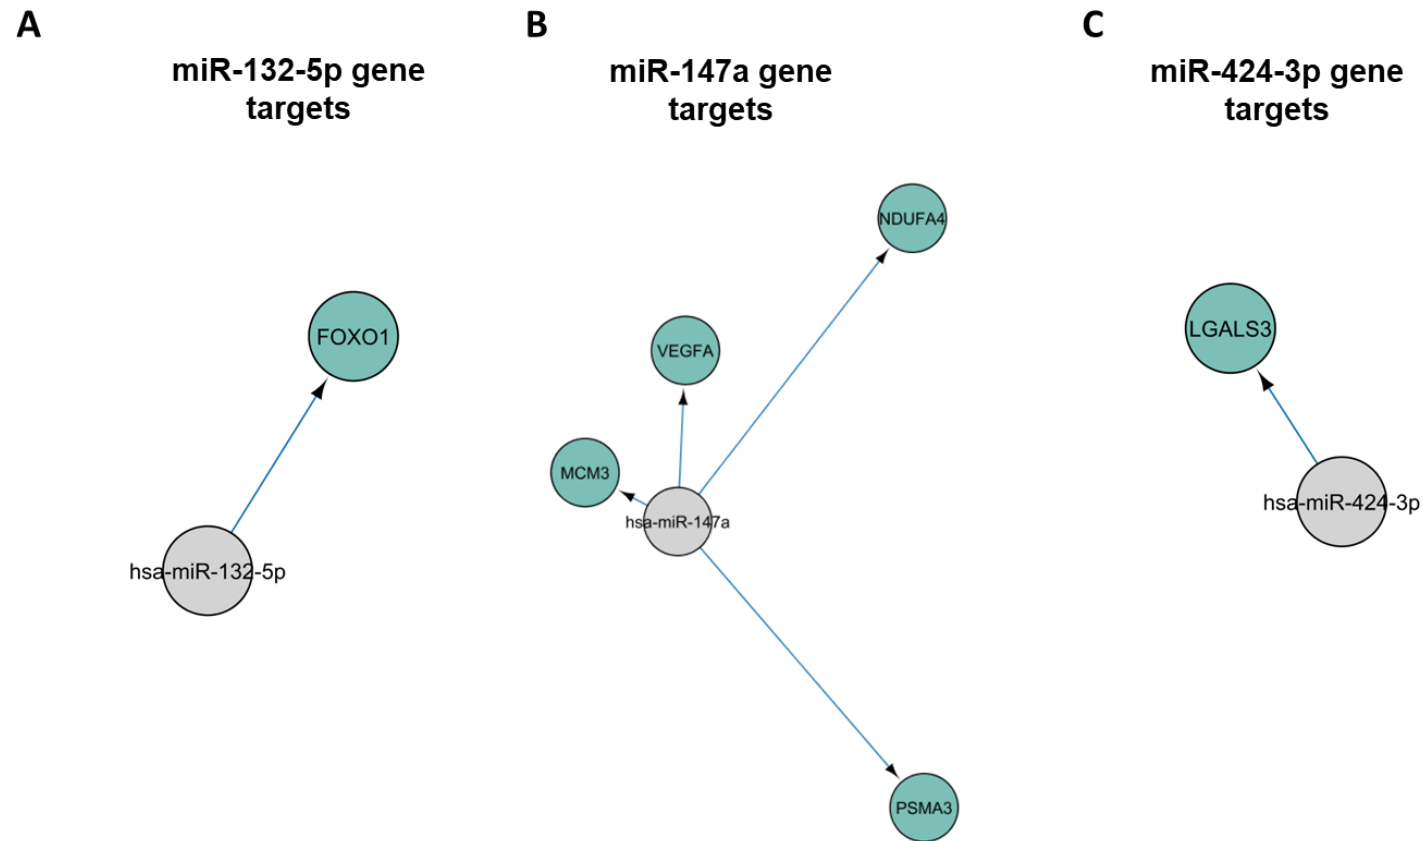 A
miR-132-5p gene
targets
FOXO1
hsa-miR-132-5p
B
miR-147a gene
targets
NDUFA4
VEGFA
MCM3
hsa-miR-147a
PSMA3
C
miR-424-3p gene
targets
LGALS3
hsa-miR-424-3p